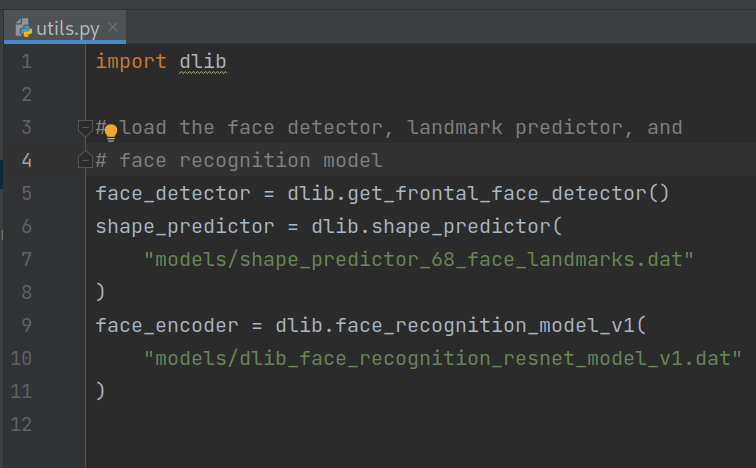 utils.py
1 import dlib
2
3 # load the face detector, landmark predictor, and
4 # face recognition model
5 face_detector = dlib.get_frontal_face_detector()
6 shape_predictor = dlib.shape_predictor(
7 "models/shape_predictor_68_face_landmarks.dat"
8 )
9 face_encoder = dlib.face_recognition_model_v1(
10 "models/dlib_face_recognition_resnet_model_v1.dat"
11 )
12